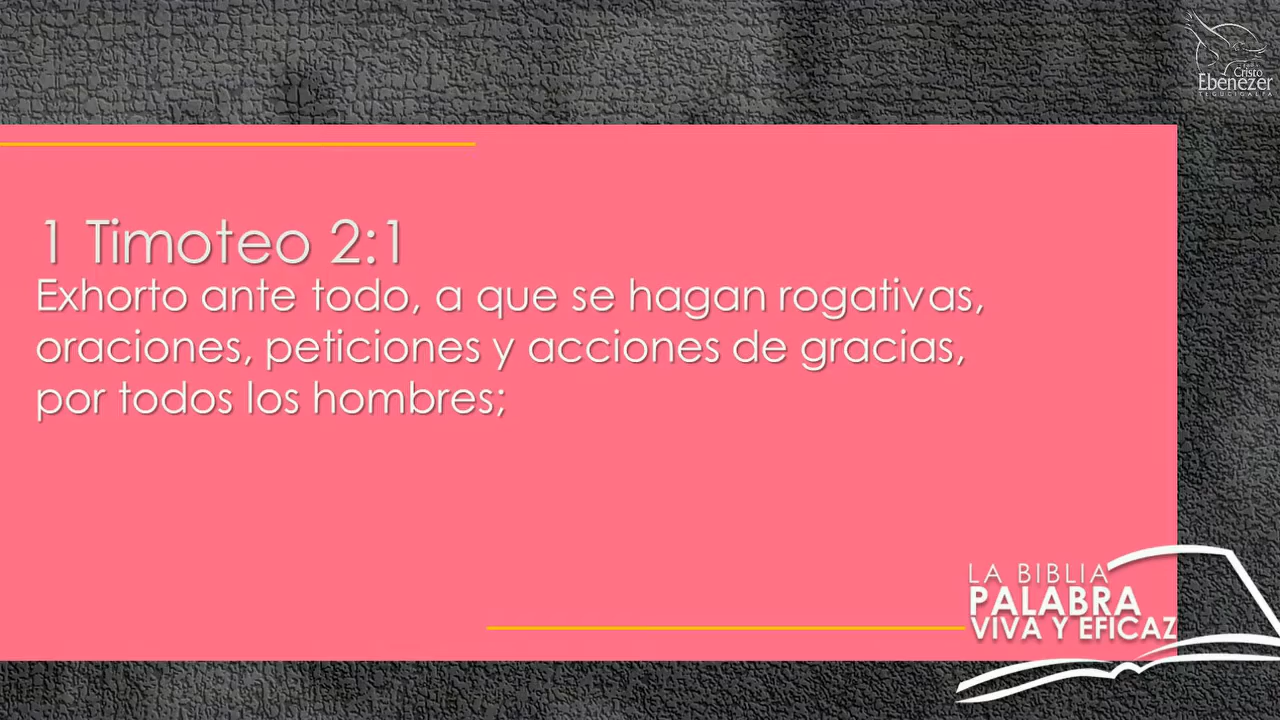 Cristo
Ebenezer
TEGUCIGALPA
1 Timoteo 2:1
Exhorto ante todo, a que se hagan rogativas,
oraciones, peticiones y acciones de gracias,
por todos los hombres;
LA BIBLIA
PALABRA
VIVA Y EFICAZ